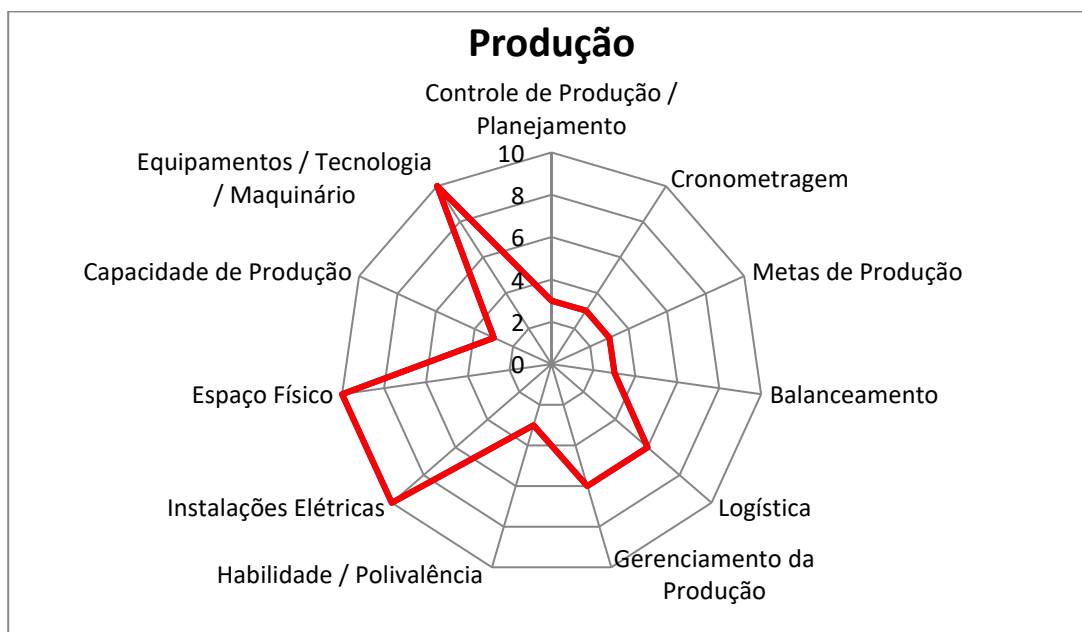 Produção
Controle de Produção /
Planejamento
Equipamentos / Tecnologia
/ Maquinário
Cronometragem
Capacidade de Produção
Metas de Produção
Espaço Físico
Balanceamento
Instalações Elétricas
Logística
Habilidade / Polivalência
Gerenciamento da
Produção
10
8
6
4
2
0